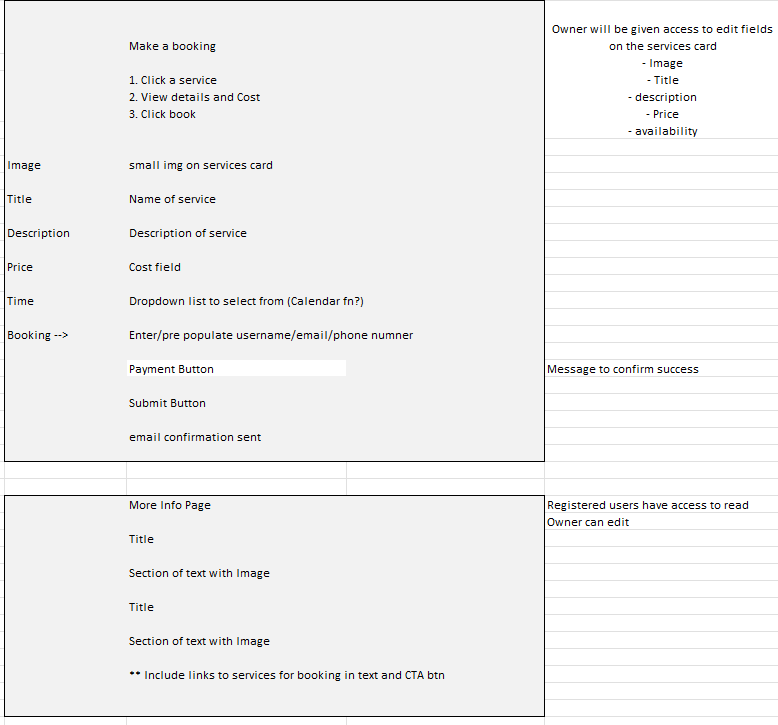 Owner will be given access to edit fields
on the services card
- Image
- Title
- description
- Price
- availability
Make a booking
1. Click a service
2. View details and Cost
3. Click book
Image small img on services card
Title Name of service
Description Description of service
Price Cost field
Time Dropdown list to select from (Calendar fn?)
Booking --> Enter/pre populate username/email/phone numner
Payment Button Message to confirm success
Submit Button
email confirmation sent
More Info Page Registered users have access to read
Owner can edit
Title
Section of text with Image
Title
Section of text with Image
** Include links to services for booking in text and CTA btn